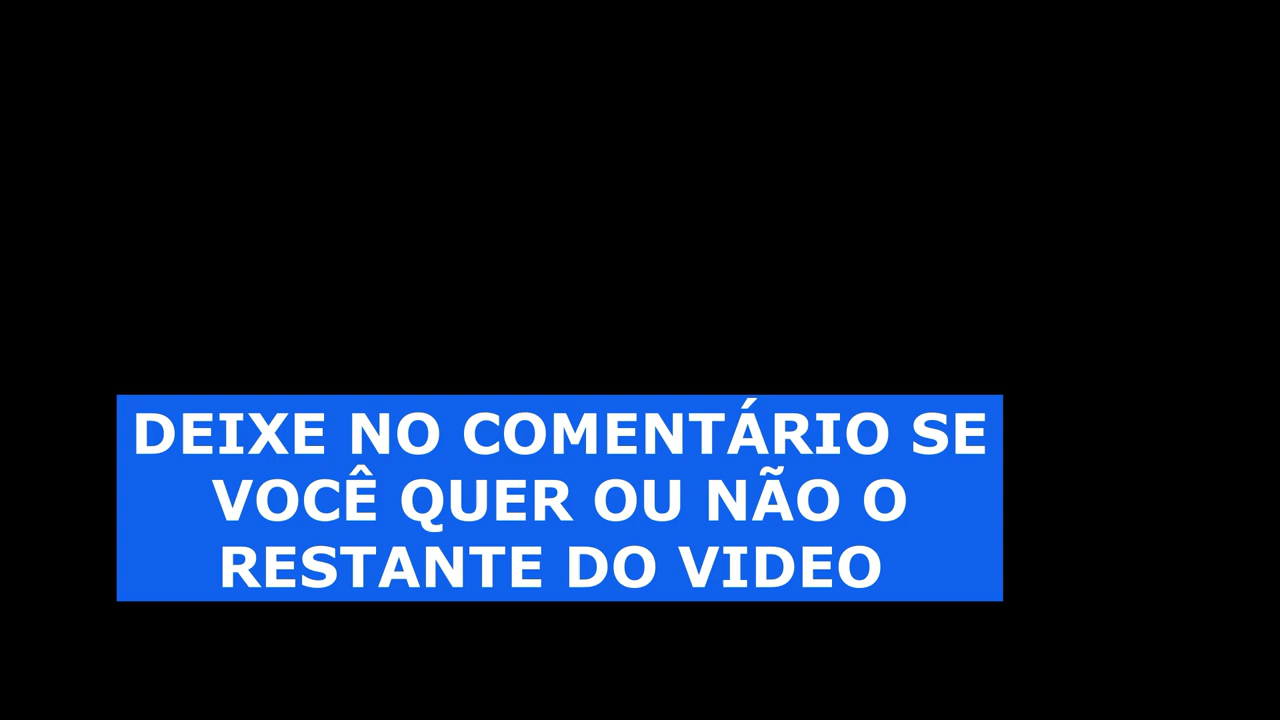 DEIXE NO COMENTÁRIO SE
VOCÊ QUER OU NÃO O
RESTANTE DO VIDEO